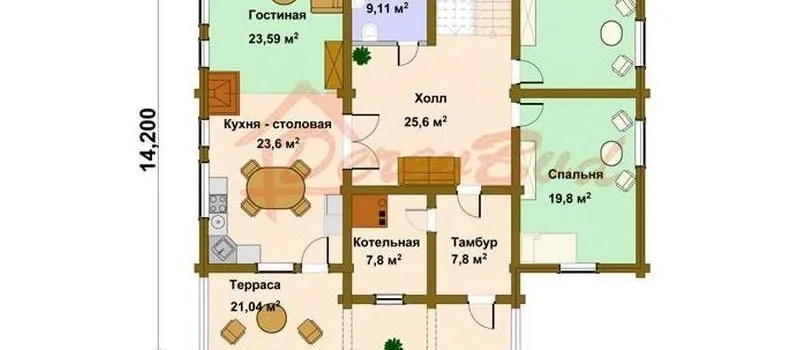 Гостиная
23,59 м²
9,11 м²
14,200
Холл
25,6 м²
Кухня - столовая
23,6 м²
DerevBud
Спальня
19,8 м²
Котельная
7,8 м²
Тамбур
7,8 м²
Терраса
21,04 м²